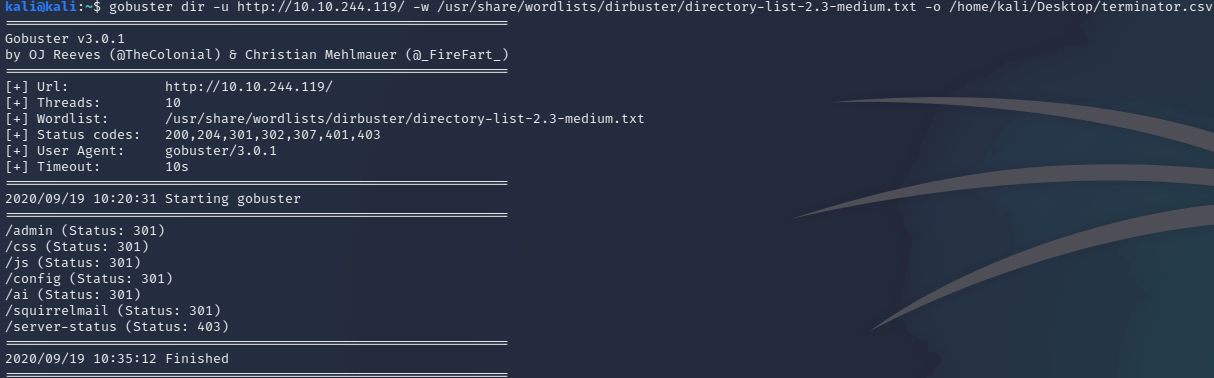 kali@kali:~$ gobuster dir -u http://10.10.244.119/ -w /usr/share/wordlists/dirbuster/directory-list-2.3-medium.txt -o /home/kali/Desktop/terminator.csv
===============================================================
Gobuster v3.0.1
by OJ Reeves (@TheColonial) & Christian Mehlmauer (@_FireFart_)
===============================================================
[+] Url:            http://10.10.244.119/
[+] Threads:        10
[+] Wordlist:       /usr/share/wordlists/dirbuster/directory-list-2.3-medium.txt
[+] Status codes:   200,204,301,302,307,401,403
[+] User Agent:     gobuster/3.0.1
[+] Timeout:        10s
===============================================================
2020/09/19 10:20:31 Starting gobuster
===============================================================
/admin (Status: 301)
/css (Status: 301)
/js (Status: 301)
/config (Status: 301)
/ai (Status: 301)
/squirrelmail (Status: 301)
/server-status (Status: 403)
===============================================================
2020/09/19 10:35:12 Finished
===============================================================